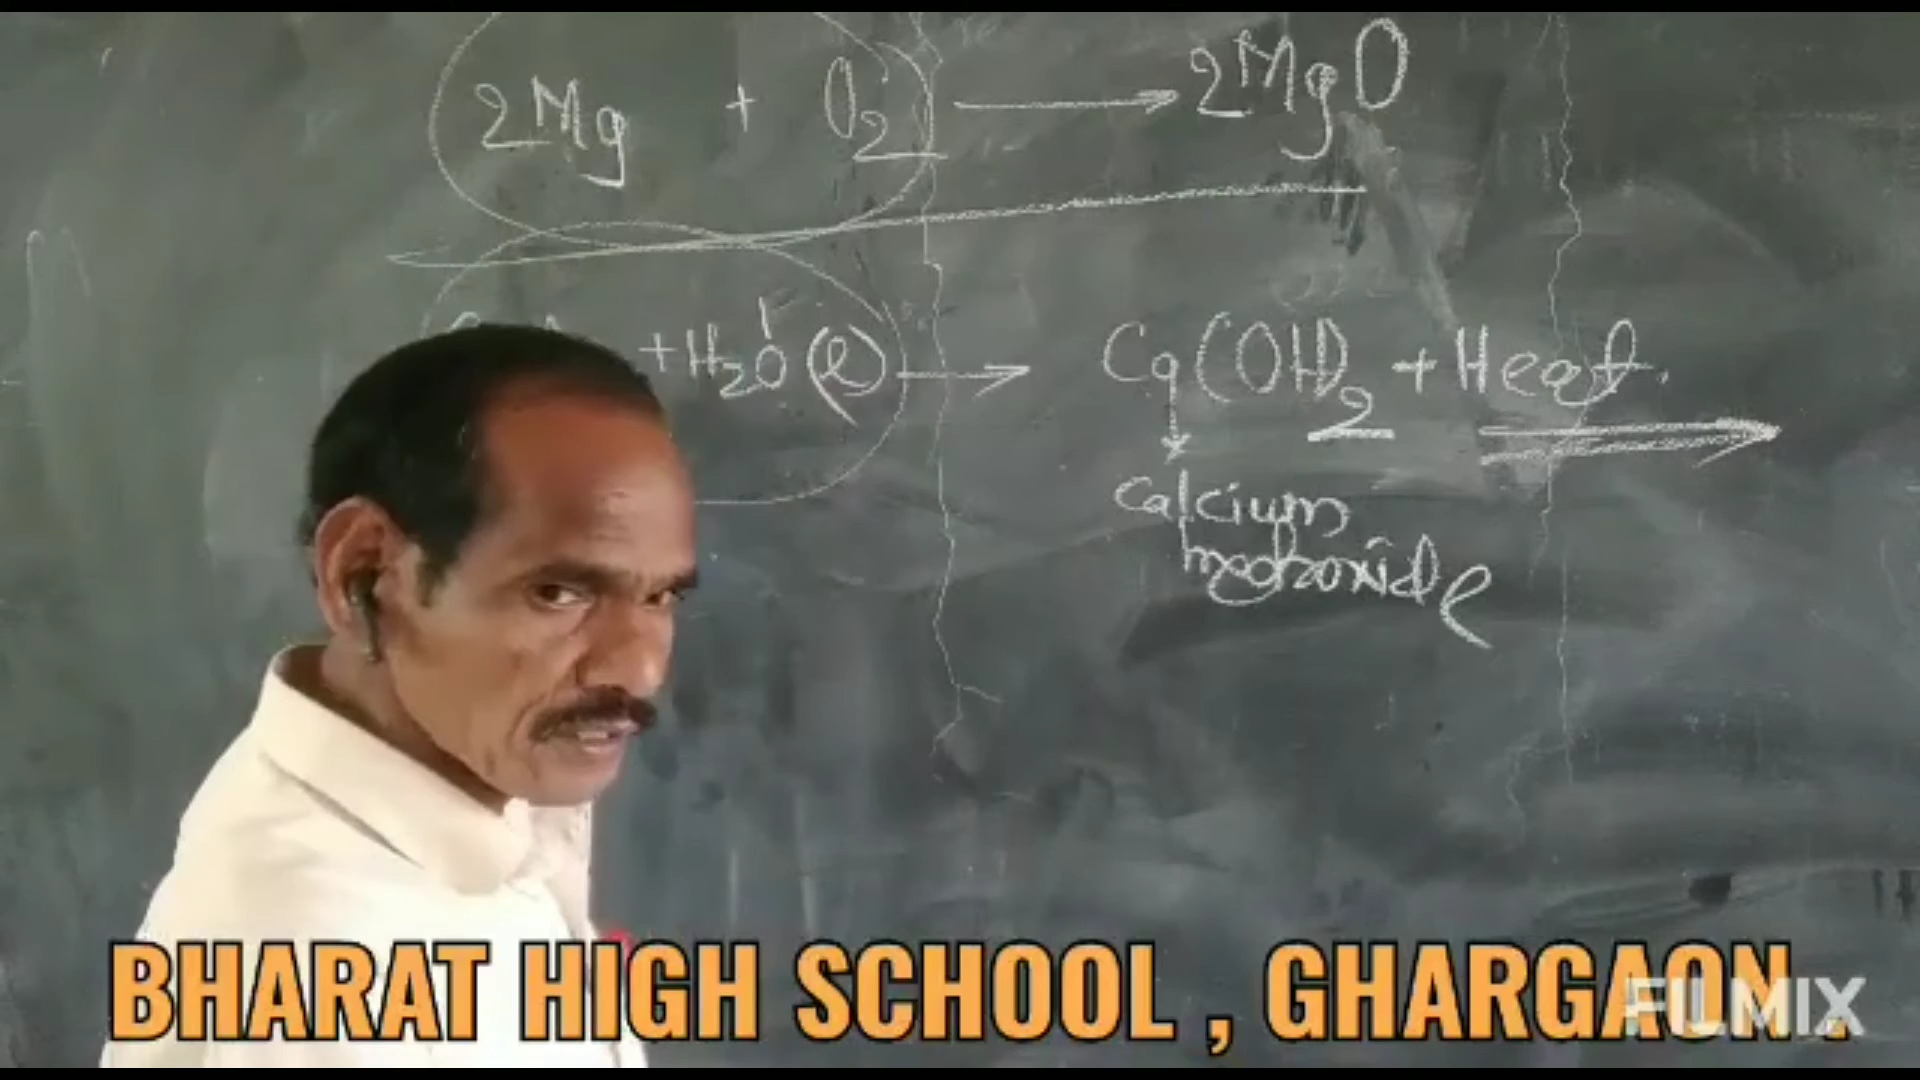 2Mg + O2 → 2MgO
+ H2O (l) → Ca(OH)2 + Heat.
Calcium
hydroxide
BHARAT HIGH SCHOOL , GHARGAON .
FILMIX